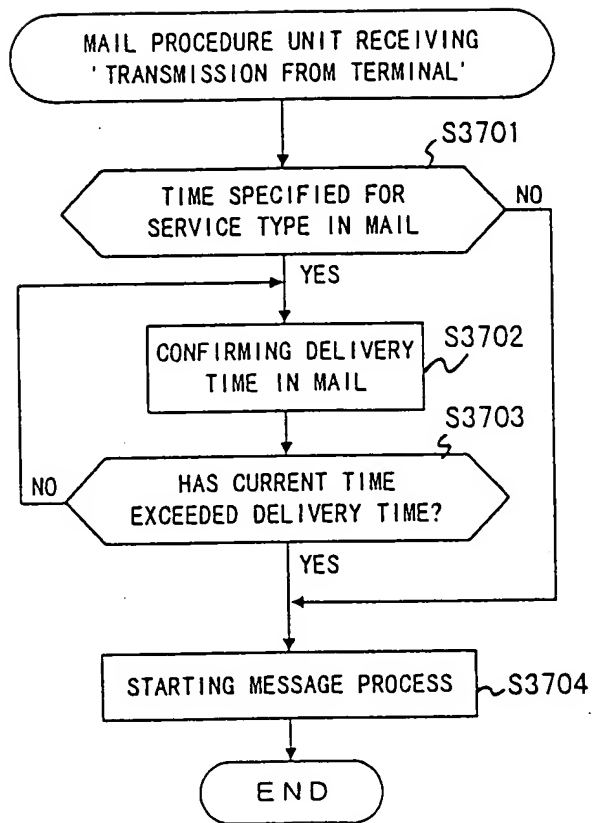 MAIL PROCEDURE UNIT RECEIVING
'TRANSMISSION FROM TERMINAL'
S3701
TIME SPECIFIED FOR
SERVICE TYPE IN MAIL
NO
YES
CONFIRMING DELIVERY
TIME IN MAIL
S3702
S3703
NO
HAS CURRENT TIME
EXCEEDED DELIVERY TIME?
YES
STARTING MESSAGE PROCESS
S3704
END